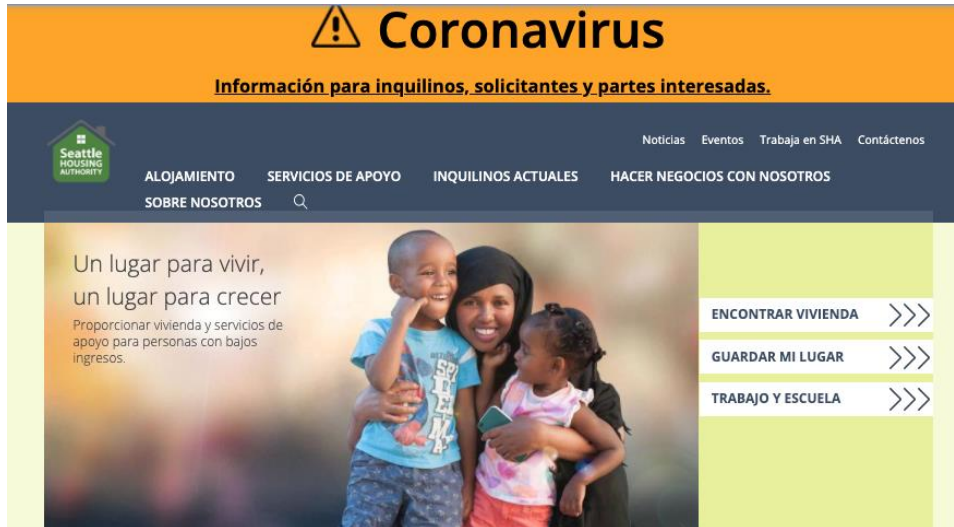 Coronavirus
Información para inquilinos, solicitantes y partes interesadas.
Seattle
HOUSING
AUTHORITY
Noticias Eventos Trabaja en SHA Contáctenos
ALOJAMIENTO SERVICIOS DE APOYO INQUILINOS ACTUALES HACER NEGOCIOS CON NOSOTROS
SOBRE NOSOTROS
Un lugar para vivir,
un lugar para crecer
Proporcionar vivienda y servicios de
apoyo para personas con bajos
ingresos.
ENCONTRAR VIVIENDA
GUARDAR MI LUGAR
TRABAJO Y ESCUELA